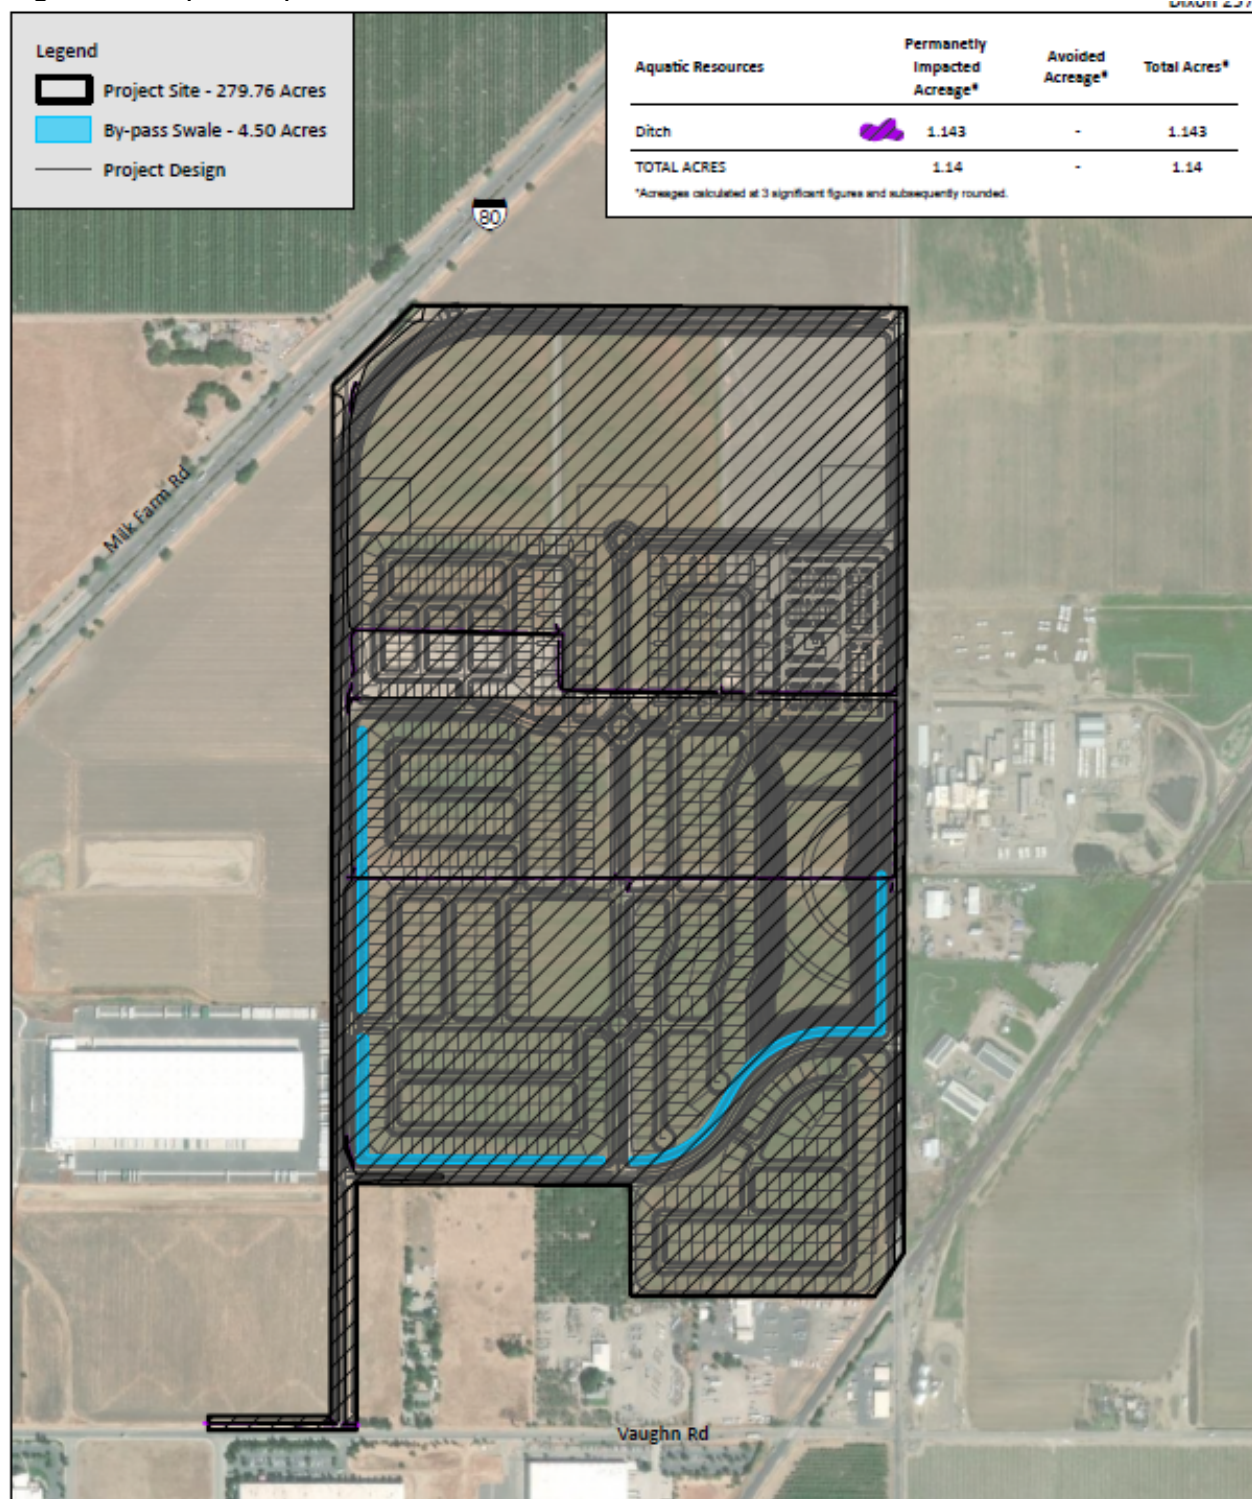 Legend
Project Site - 279.76 Acres
By-pass Swale - 4.50 Acres
Project Design
Aquatic Resources Permanetly Impacted Acreage* Avoided Acreage* Total Acres*
Ditch 1.143 - 1.143
TOTAL ACRES 1.14 - 1.14
*Acreages calculated at 3 significant figures and subsequently rounded.
80
Milk Farm Rd
Vaughn Rd